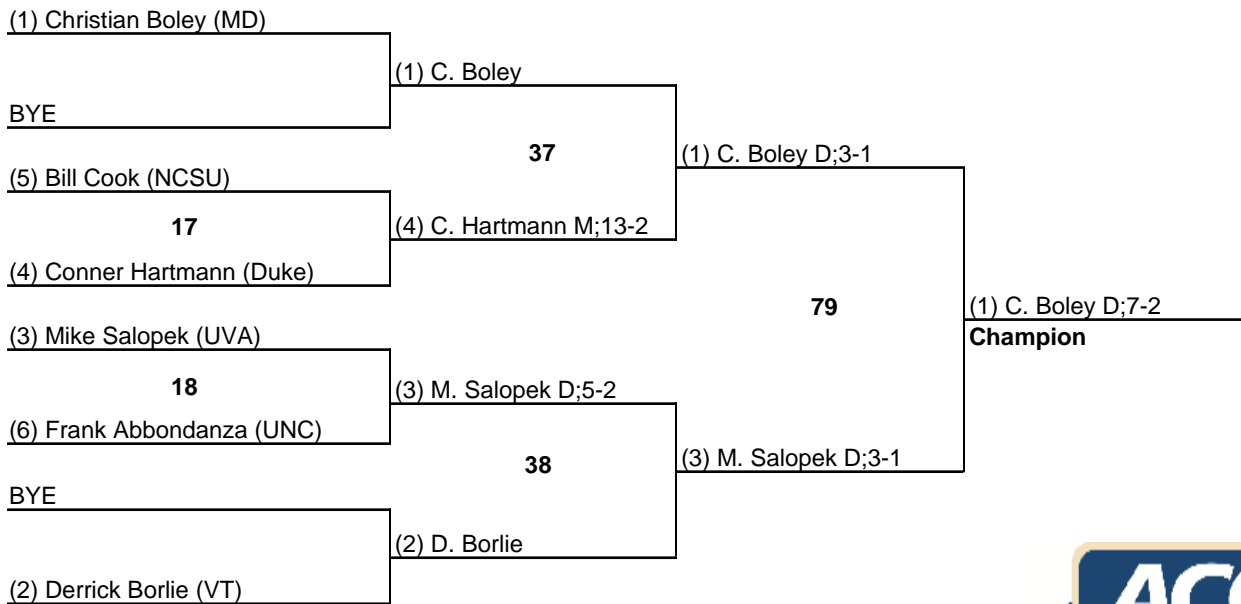 (1) Christian Boley (MD)
(1) C. Boley
BYE
37
(1) C. Boley D;3-1
(5) Bill Cook (NCSU)
17
(4) C. Hartmann M;13-2
(4) Conner Hartmann (Duke)
79
(1) C. Boley D;7-2
Champion
(3) Mike Salopek (UVA)
18
(3) M. Salopek D;5-2
(6) Frank Abbondanza (UNC)
38
(3) M. Salopek D;3-1
BYE
(2) D. Borlie
(2) Derrick Borlie (VT)
AC